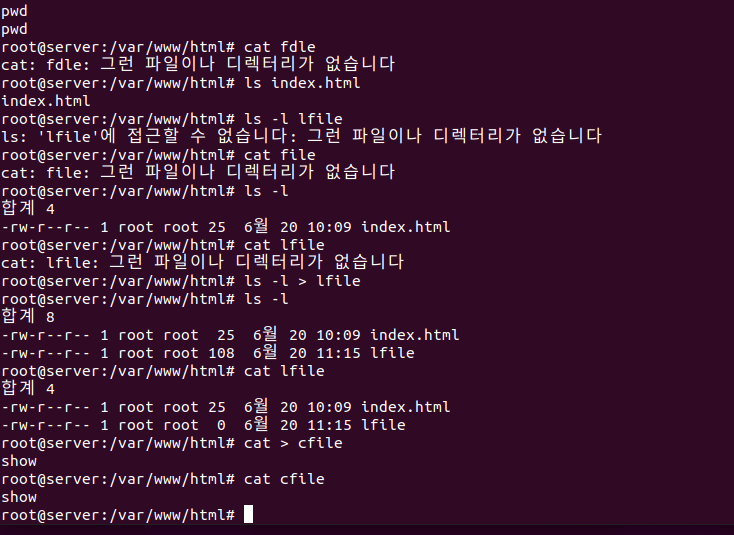 pwd
pwd
root@server:/var/www/html# cat fdle
cat: fdle: 그런 파일이나 디렉터리가 없습니다
root@server:/var/www/html# ls index.html
index.html
root@server:/var/www/html# ls -l lfile
ls: 'lfile'에 접근할 수 없습니다: 그런 파일이나 디렉터리가 없습니다
root@server:/var/www/html# cat file
cat: file: 그런 파일이나 디렉터리가 없습니다
root@server:/var/www/html# ls -l
합계 4
-rw-r--r-- 1 root root 25  6월 20 10:09 index.html
root@server:/var/www/html# cat lfile
cat: lfile: 그런 파일이나 디렉터리가 없습니다
root@server:/var/www/html# ls -l > lfile
root@server:/var/www/html# ls -l
합계 8
-rw-r--r-- 1 root root  25  6월 20 10:09 index.html
-rw-r--r-- 1 root root 108  6월 20 11:15 lfile
root@server:/var/www/html# cat lfile
합계 4
-rw-r--r-- 1 root root 25  6월 20 10:09 index.html
-rw-r--r-- 1 root root  0  6월 20 11:15 lfile
root@server:/var/www/html# cat > cfile
show
root@server:/var/www/html# cat cfile
show
root@server:/var/www/html#